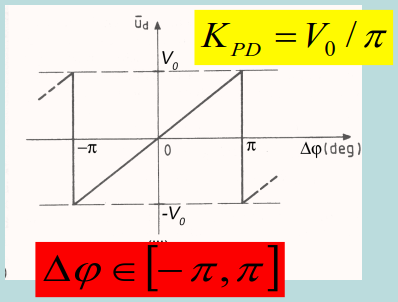 ū_d
K_PD = V_0 / π
V_0
-π
0
π
Δφ(deg)
-V_0
Δφ ∈ [-π, π]